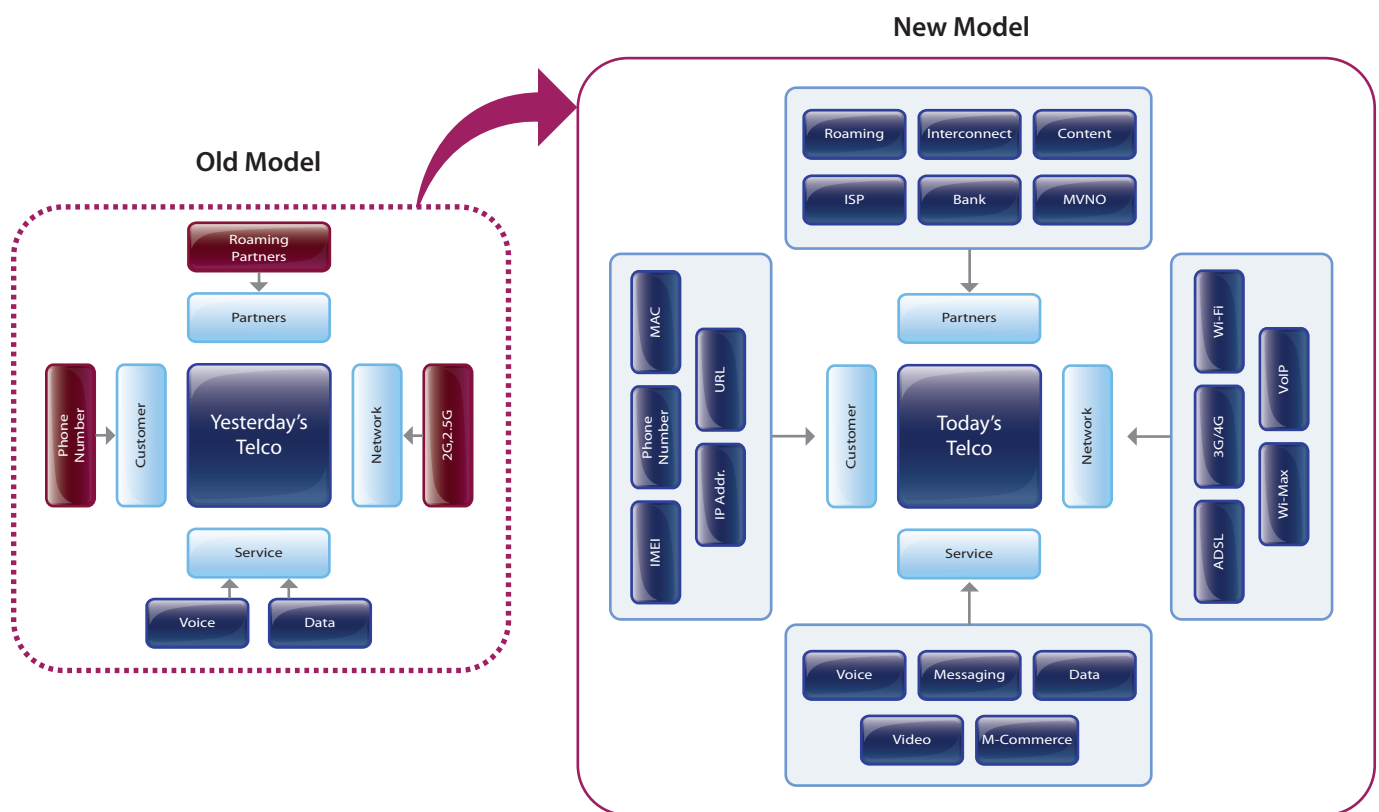 New Model
Old Model
Roaming
Partners
Partners
Phone
Number
Customer
Yesterday's
Telco
Network
2G,2.5G
Service
Voice
Data
Roaming
Interconnect
Content
ISP
Bank
MVNO
Partners
MAC
URL
Phone
Number
IP Addr.
IMEI
Customer
Today's
Telco
Network
Wi-Fi
VoIP
3G/4G
Wi-Max
ADSL
Service
Voice
Messaging
Data
Video
M-Commerce